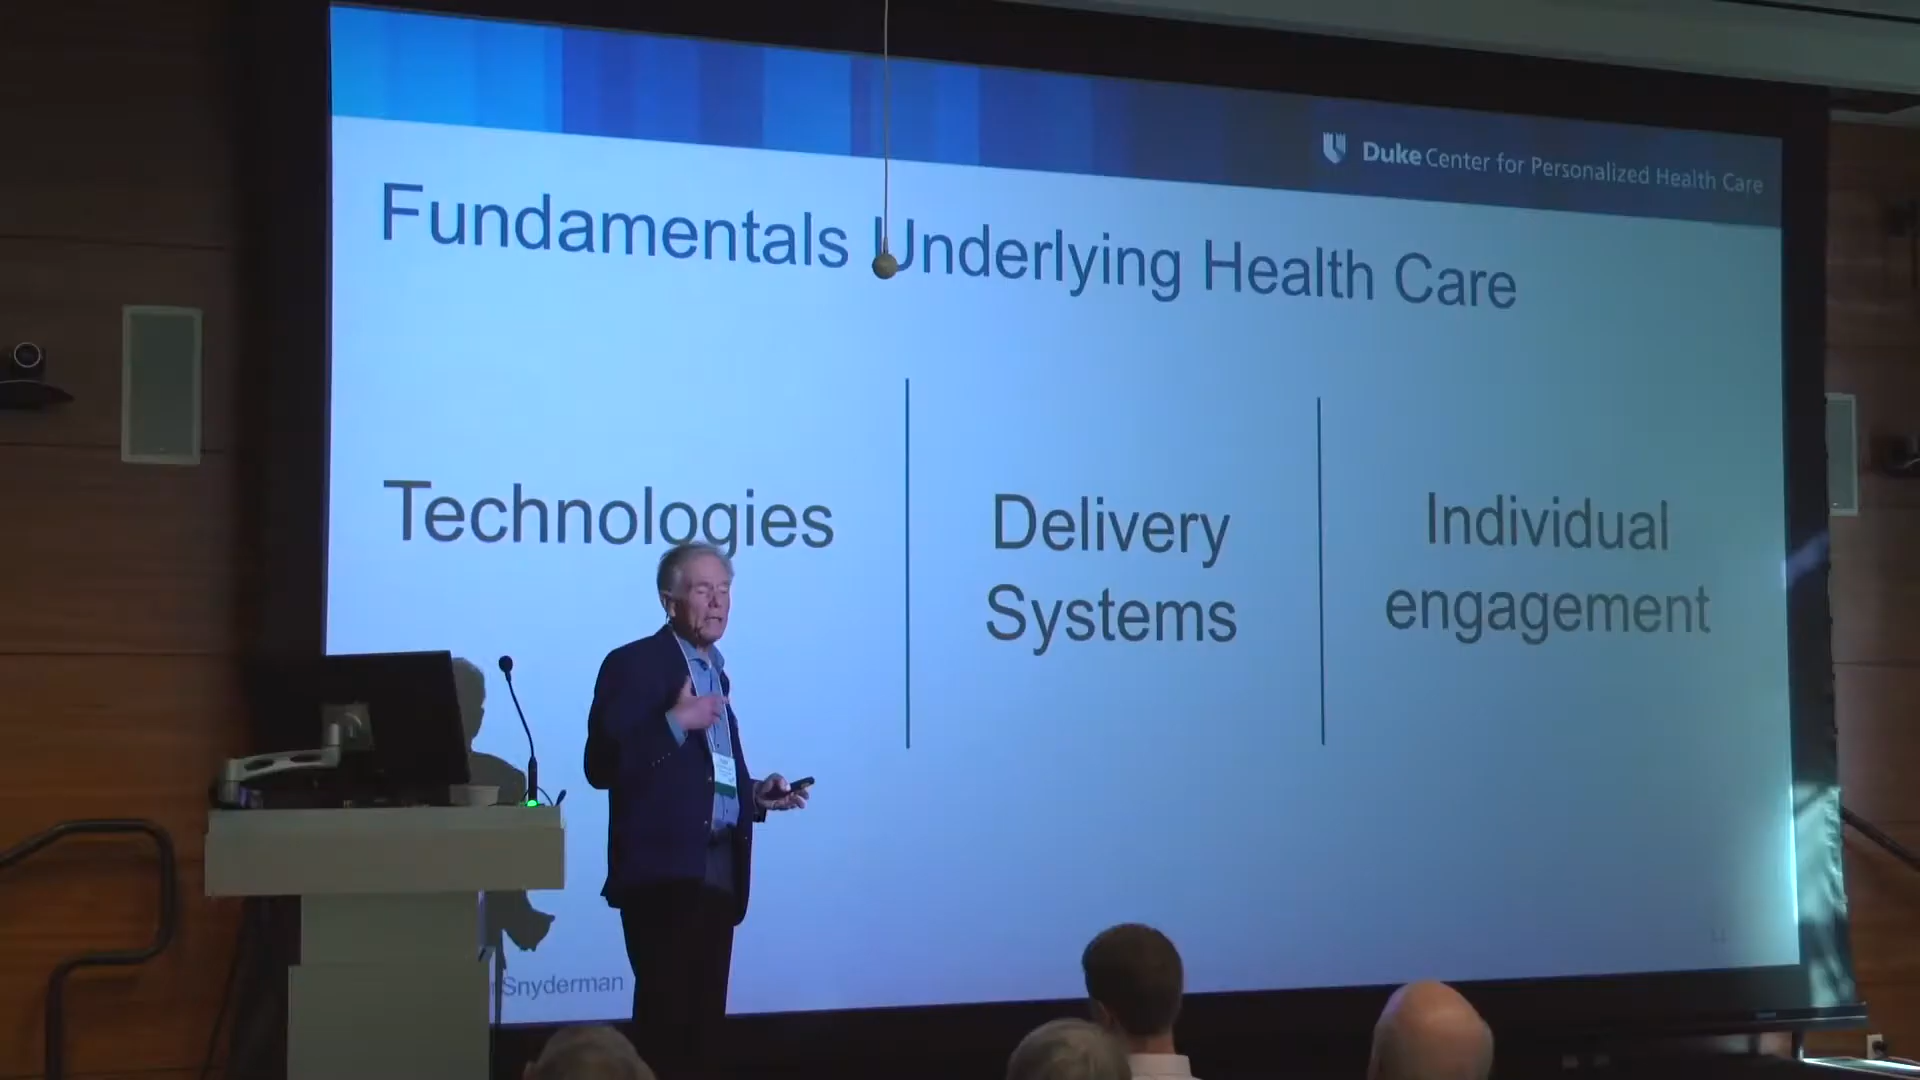 Duke Center for Personalized Health Care
Fundamentals Underlying Health Care
Technologies
Delivery
Systems
Individual
engagement
Snyderman